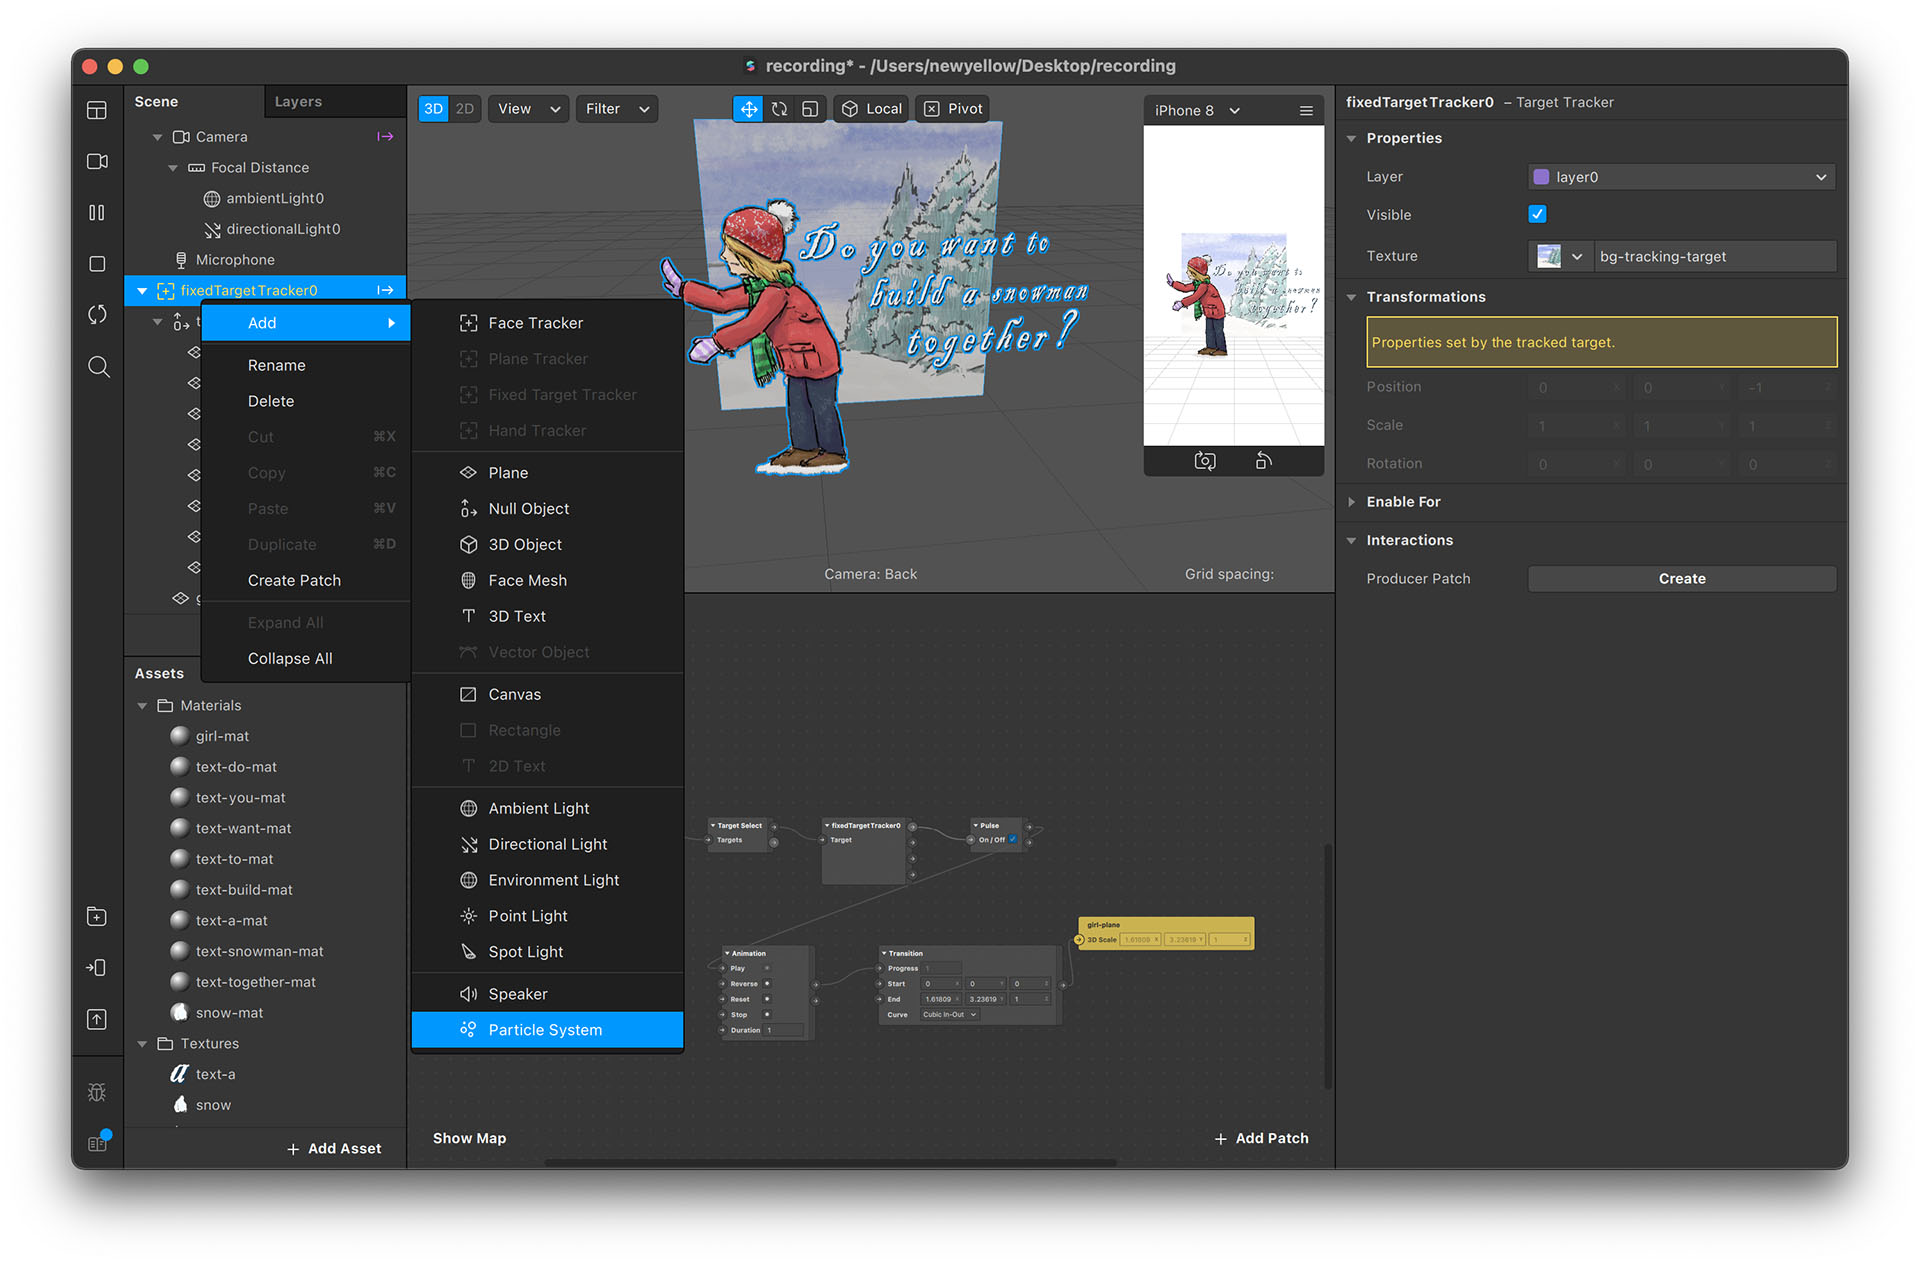 recording* - /Users/newyellow/Desktop/recording
Scene
Layers
Camera
Focal Distance
ambientLight0
directionalLight0
Microphone
fixedTargetTracker0
Add
Rename
Delete
Cut ⌘X
Copy ⌘C
Paste ⌘V
Duplicate ⌘D
Create Patch
Expand All
Collapse All
Face Tracker
Plane Tracker
Fixed Target Tracker
Hand Tracker
Plane
Null Object
3D Object
Face Mesh
3D Text
Vector Object
Canvas
Rectangle
2D Text
Ambient Light
Directional Light
Environment Light
Point Light
Spot Light
Speaker
Particle System
Assets
Materials
girl-mat
text-do-mat
text-you-mat
text-want-mat
text-to-mat
text-build-mat
text-a-mat
text-snowman-mat
text-together-mat
snow-mat
Textures
text-a
snow
+ Add Asset
3D 2D View Filter Local Pivot
Do you want to
build a snowman
together?
Camera: Back
Grid spacing:
iPhone 8
Do you want to
build a snowman
together?
Target Select
Targets
fixedTargetTracker0
Target
Pulse
On / Off
Animation
Play
Reverse
Reset
Stop
Duration 1
Transition
Progress 1
Start 0 X 0 Y 0 Z
End 1.61809 X 3.23619 Y 1 Z
Curve Cubic In-Out
girl-plane
3D Scale 1.61809 X 3.23619 Y 1 Z
Show Map
+ Add Patch
fixedTargetTracker0 – Target Tracker
Properties
Layer layer0
Visible
Texture bg-tracking-target
Transformations
Properties set by the tracked target.
Position 0 X 0 Y -1 Z
Scale 1 X 1 Y 1 Z
Rotation 0 X 0 Y 0 Z
Enable For
Interactions
Producer Patch Create